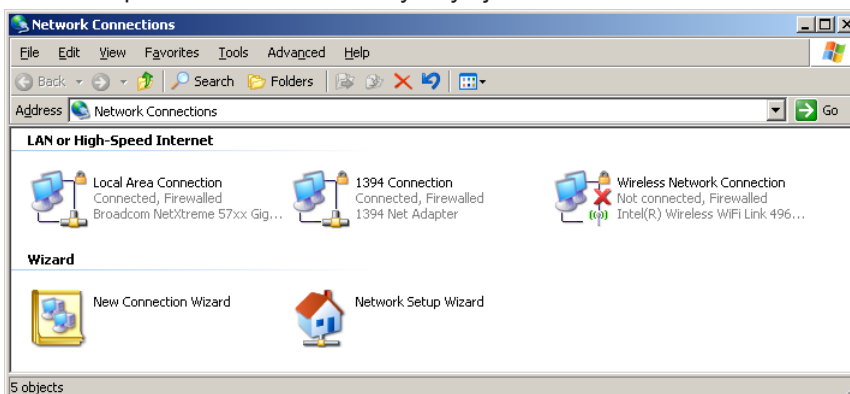 Network Connections
File Edit View Favorites Tools Advanced Help
Back Search Folders
Address Network Connections Go
LAN or High-Speed Internet
Local Area Connection
Connected, Firewalled
Broadcom NetXtreme 57xx Gig...
1394 Connection
Connected, Firewalled
1394 Net Adapter
Wireless Network Connection
Not connected, Firewalled
Intel(R) Wireless WiFi Link 496...
Wizard
New Connection Wizard
Network Setup Wizard
5 objects